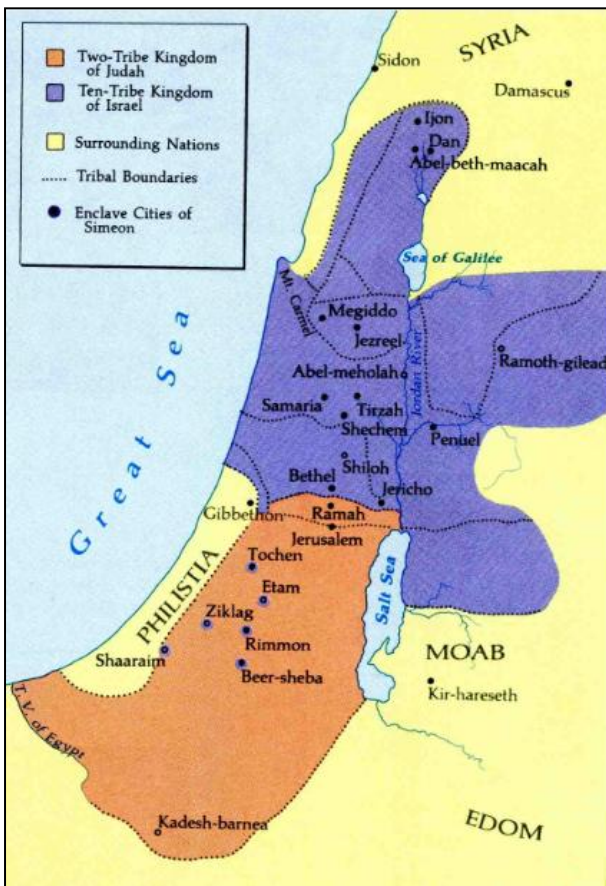 Two-Tribe Kingdom
of Judah
Ten-Tribe Kingdom
of Israel
Surrounding Nations
Tribal Boundaries
Enclave Cities of
Simeon
SYRIA
Sidon
Damascus
Ijon
Dan
Abel-beth-maacah
Sea of Galilee
Mt. Carmel
Megiddo
Jezreel
Ramoth-gilead
Abel-meholah
Jordan River
Great Sea
Samaria
Tirzah
Shechem
Penuel
Shiloh
Bethel
Jericho
Gibbethon
Ramah
Jerusalem
Tochen
PHILISTIA
Etam
Salt Sea
Ziklag
Rimmon
Shaaraim
MOAB
Beer-sheba
Kir-hareseth
T. V. of Egypt
EDOM
Kadesh-barnea